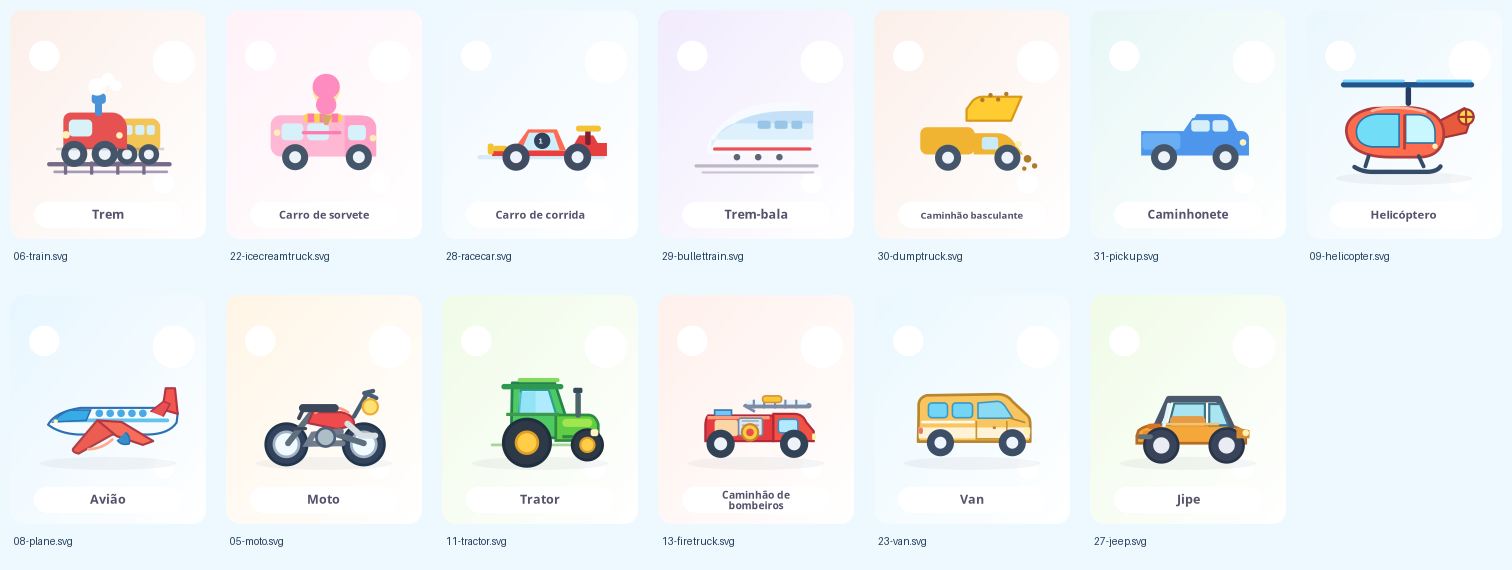 1
Trem
Carro de sorvete
Carro de corrida
Trem-bala
Caminhão basculante
Caminhonete
Helicóptero
06-train.svg
22-icecreamtruck.svg
28-racecar.svg
29-bullettrain.svg
30-dumptruck.svg
31-pickup.svg
09-helicopter.svg
Avião
Moto
Trator
Caminhão de
bombeiros
Van
Jipe
08-plane.svg
05-moto.svg
11-tractor.svg
13-firetruck.svg
23-van.svg
27-jeep.svg